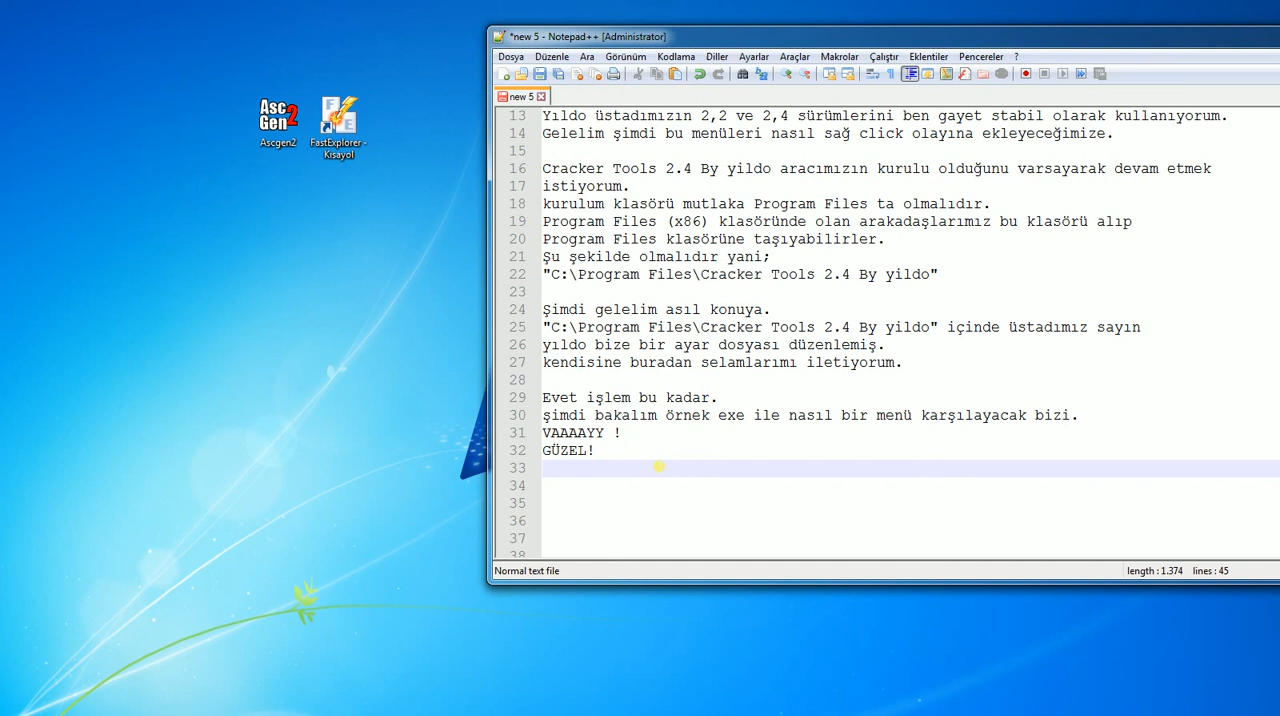 *new 5 - Notepad++ [Administrator]
Dosya Düzenle Ara Görünüm Kodlama Diller Ayarlar Araçlar Makrolar Çalıştır Eklentiler Pencereler ?
new 5
Asc
Gen2
Ascgen2
F
E
FastExplorer -
Kısayol
13 Yıldo üstadımızın 2,2 ve 2,4 sürümlerini ben gayet stabil olarak kullanıyorum.
14 Gelelim şimdi bu menüleri nasıl sağ click olayına ekleyeceğimize.
15
16 Cracker Tools 2.4 By yildo aracımızın kurulu olduğunu varsayarak devam etmek
17 istiyorum.
18 kurulum klasörü mutlaka Program Files ta olmalıdır.
19 Program Files (x86) klasöründe olan arakadaşlarımız bu klasörü alıp
20 Program Files klasörüne taşıyabilirler.
21 Şu şekilde olmalıdır yani;
22 "C:\Program Files\Cracker Tools 2.4 By yildo"
23
24 Şimdi gelelim asıl konuya.
25 "C:\Program Files\Cracker Tools 2.4 By yildo" içinde üstadımız sayın
26 yıldo bize bir ayar dosyası düzenlemiş.
27 kendisine buradan selamlarımı iletiyorum.
28
29 Evet işlem bu kadar.
30 şimdi bakalım örnek exe ile nasıl bir menü karşılayacak bizi.
31 VAAAAYY !
32 GÜZEL!
33
34
35
36
37
38
Normal text file length : 1.374 lines : 45